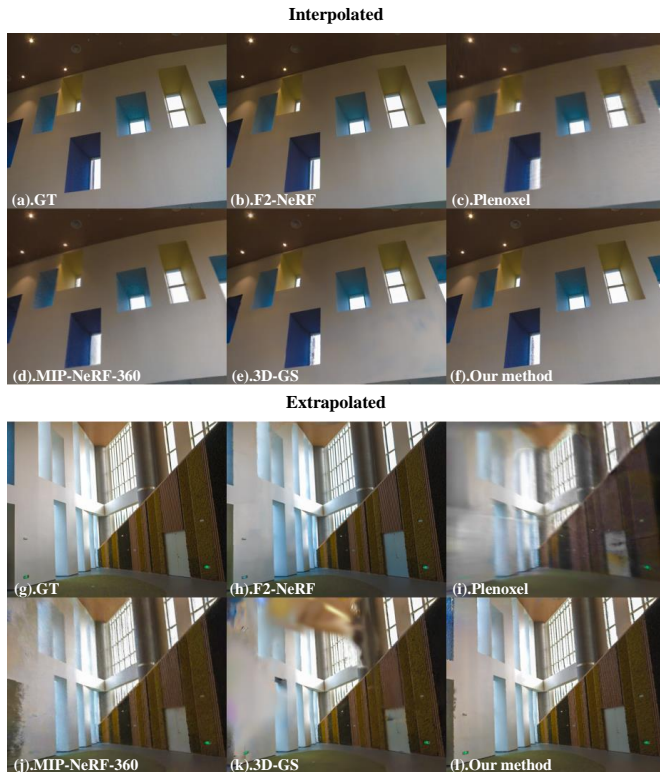 Interpolated
(a).GT
(b).F2-NeRF
(c).Plenoxel
(d).MIP-NeRF-360
(e).3D-GS
(f).Our method
Extrapolated
(g).GT
(h).F2-NeRF
(i).Plenoxel
(j).MIP-NeRF-360
(k).3D-GS
(l).Our method